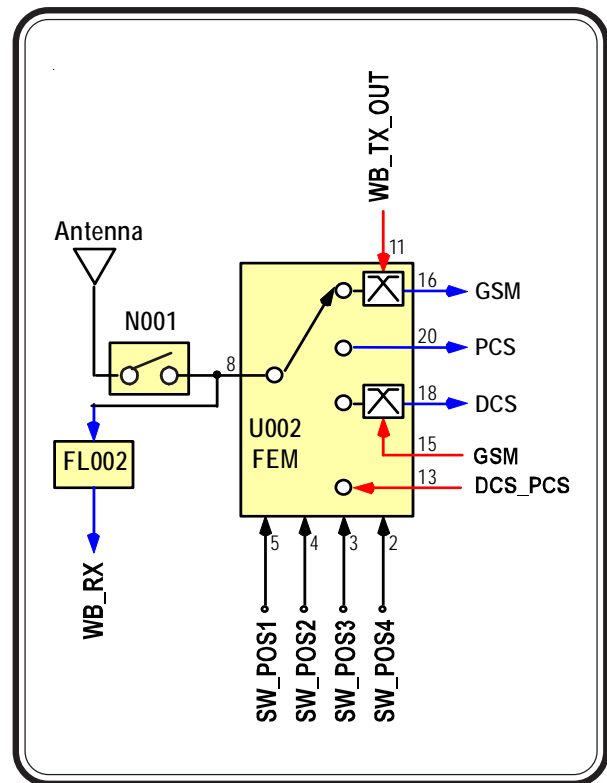 WB_TX_OUT
Antenna
11
N001
16
GSM
20
PCS
8
18
DCS
U002
FEM
15
GSM
FL002
13
DCS_PCS
5
4
3
2
WB_RX
SW_POS1
SW_POS2
SW_POS3
SW_POS4